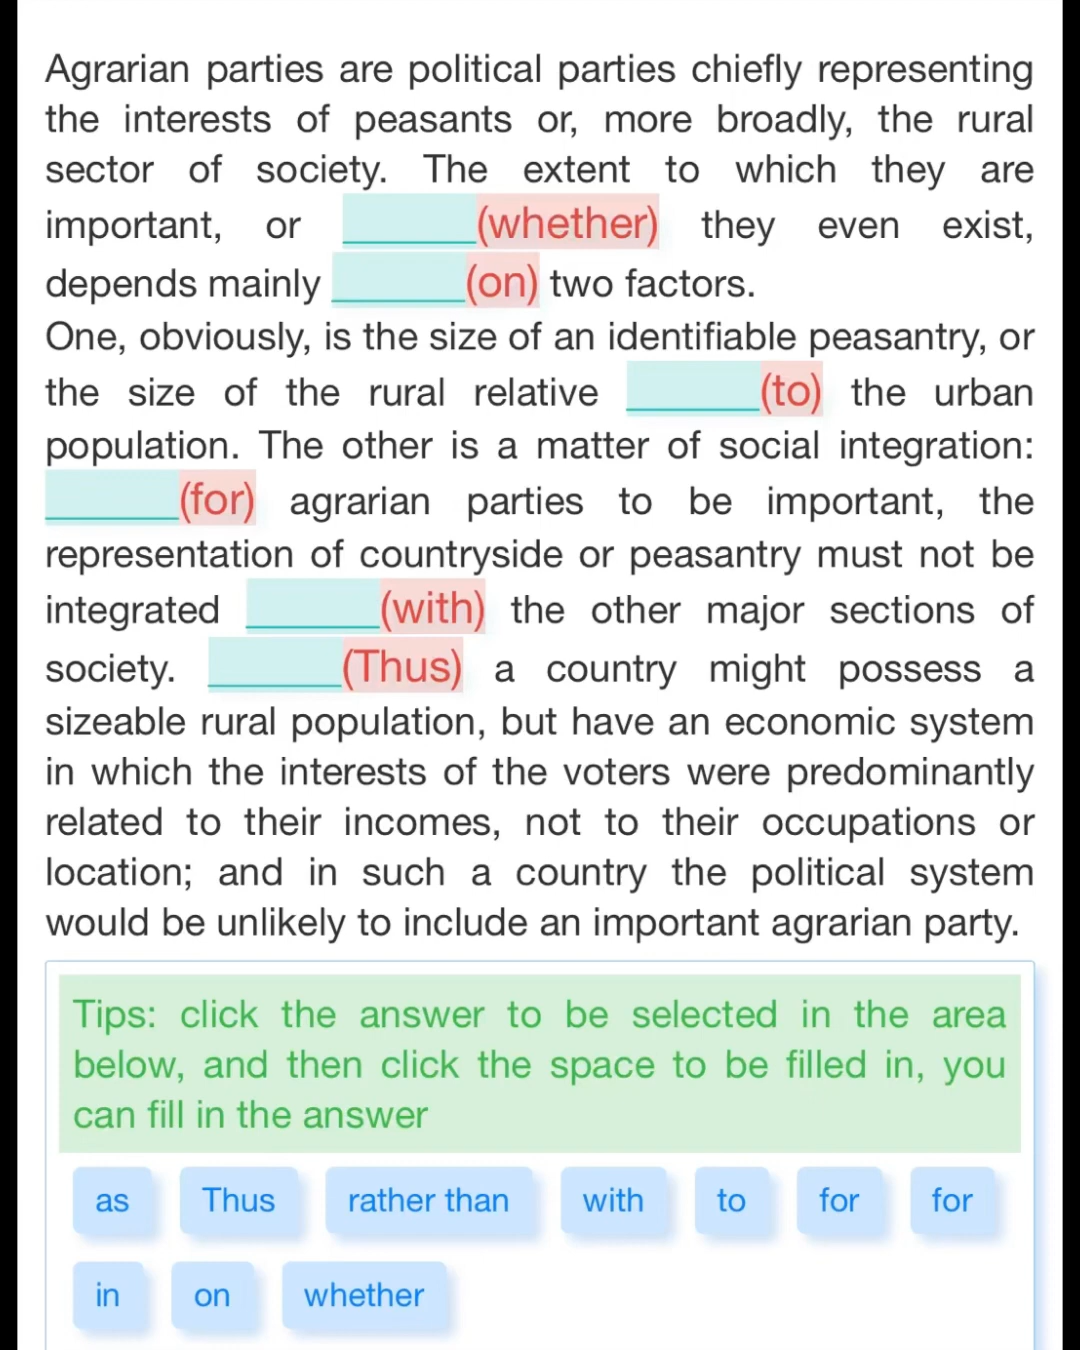 Agrarian parties are political parties chiefly representing
the interests of peasants or, more broadly, the rural
sector of society. The extent to which they are
important, or ______(whether) they even exist,
depends mainly ______(on) two factors.
One, obviously, is the size of an identifiable peasantry, or
the size of the rural relative ______(to) the urban
population. The other is a matter of social integration:
______(for) agrarian parties to be important, the
representation of countryside or peasantry must not be
integrated ______(with) the other major sections of
society. ______(Thus) a country might possess a
sizeable rural population, but have an economic system
in which the interests of the voters were predominantly
related to their incomes, not to their occupations or
location; and in such a country the political system
would be unlikely to include an important agrarian party.
Tips: click the answer to be selected in the area
below, and then click the space to be filled in, you
can fill in the answer
as Thus rather than with to for for
in on whether